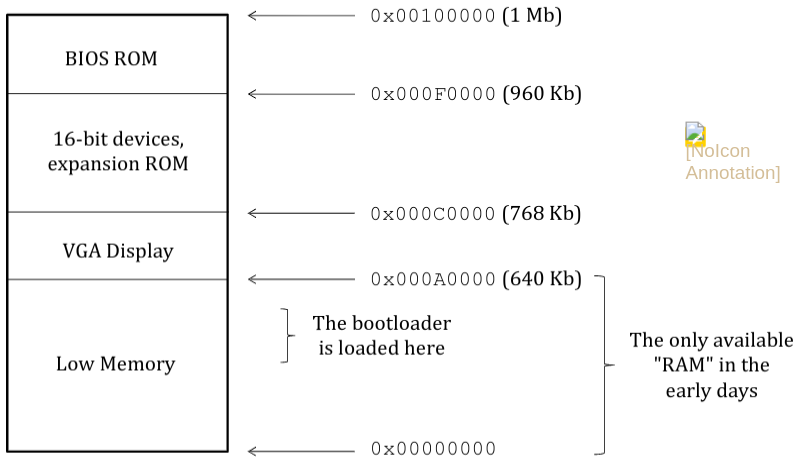 0x00100000 (1 Mb)
BIOS ROM
0x000F0000 (960 Kb)
16-bit devices,
expansion ROM
[NoIcon
Annotation]
0x000C0000 (768 Kb)
VGA Display
0x000A0000 (640 Kb)
The bootloader
is loaded here
The only available
"RAM" in the
early days
Low Memory
0x00000000